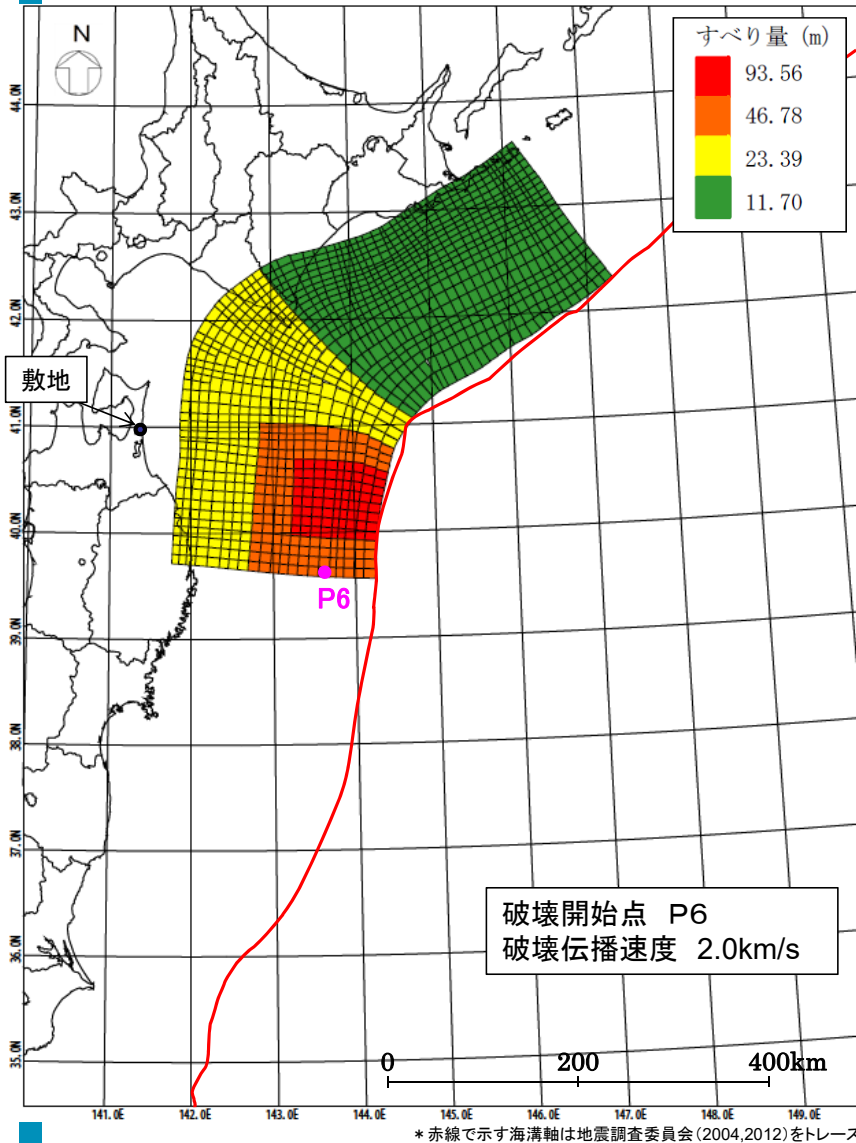 N
すべり量 (m)
93.56
46.78
23.39
11.70
44.0N
43.0N
42.0N
敷地
41.0N
40.0N
P6
39.0N
38.0N
37.0N
破壊開始点 P6
破壊伝播速度 2.0km/s
36.0N
35.0N
0 200 400km
141.0E 142.0E 143.0E 144.0E 145.0E 146.0E 147.0E 148.0E 149.0E
*赤線で示す海溝軸は地震調査委員会(2004,2012)をトレース